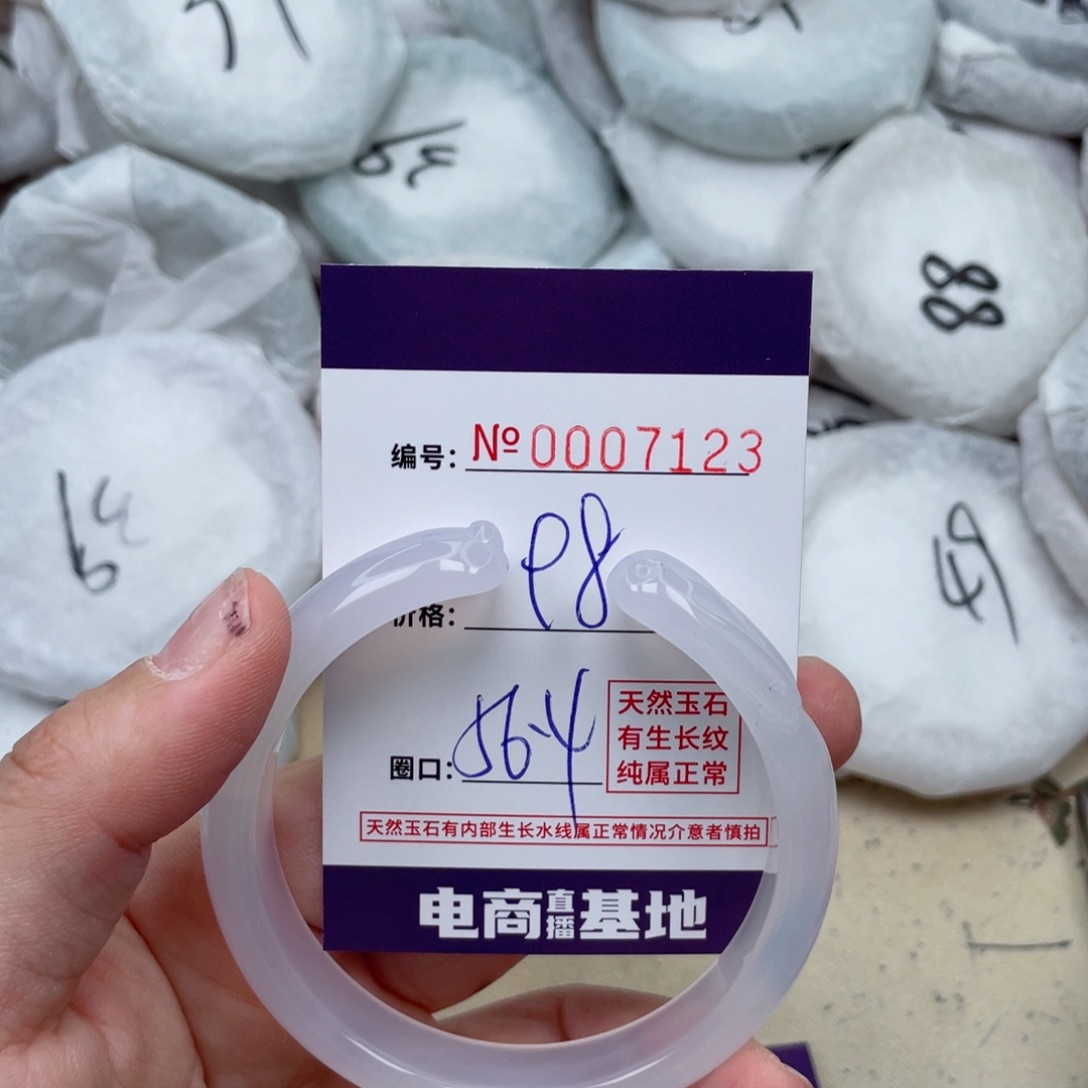 88
编号: №0007123
98
价格:
圈口: 56.4
天然玉石
有生长纹
纯属正常
天然玉石有内部生长水线属正常情况介意者慎拍
电商直播基地